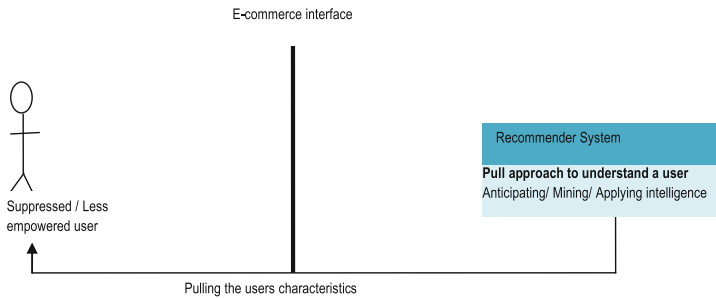 E-commerce interface
Recommender System
Pull approach to understand a user
Anticipating/ Mining/ Applying intelligence
Suppressed / Less
empowered user
Pulling the users characteristics